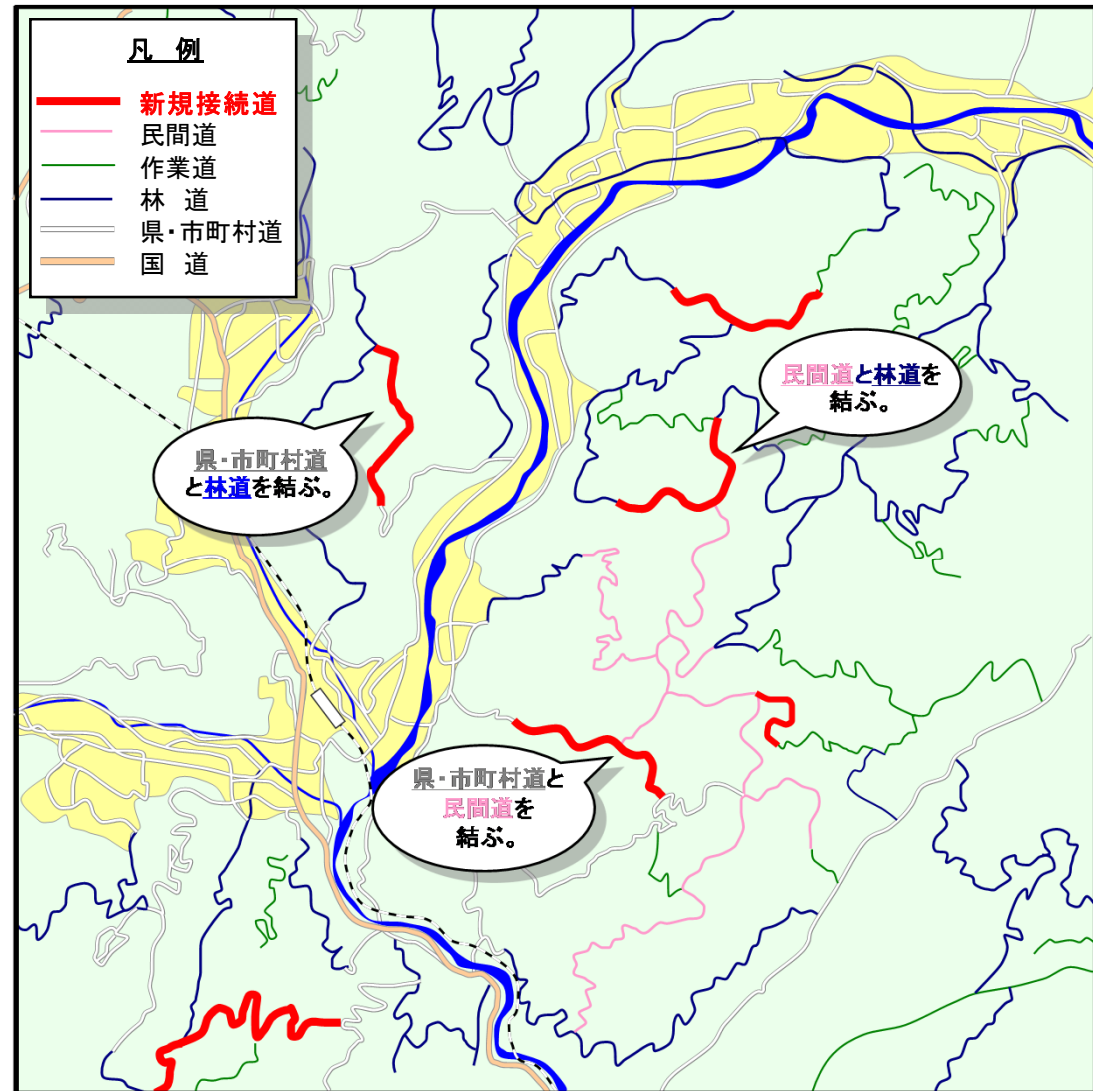 凡 例
新規接続道
民間道
作業道
林 道
県・市町村道
国 道
民間道と林道を
結ぶ。
県・市町村道
と林道を結ぶ。
県・市町村道と
民間道を
結ぶ。